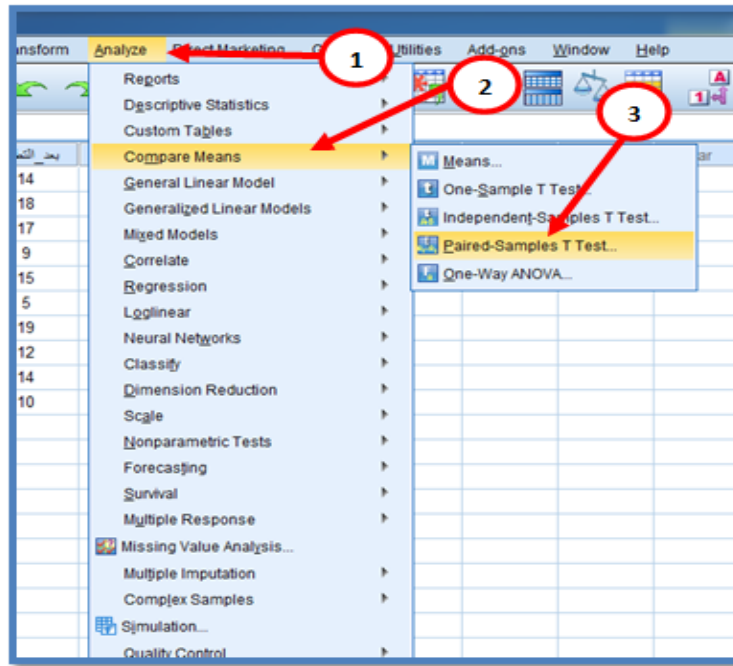 ansform Analyze Direct Marketing Utilities Add-ons Window Help
1
2
3
A
1
Reports
Descriptive Statistics
Custom Tables
بعد_التم
Compare Means
ar
14
General Linear Model
Means...
18
Generalized Linear Models
One-Sample T Test...
17
Mixed Models
Independent-Samples T Test...
9
Correlate
Paired-Samples T Test...
15
Regression
One-Way ANOVA...
5
Loglinear
19
Neural Networks
12
Classify
14
Dimension Reduction
10
Scale
Nonparametric Tests
Forecasting
Survival
Multiple Response
Missing Value Analysis...
Multiple Imputation
Complex Samples
Simulation...
Quality Control